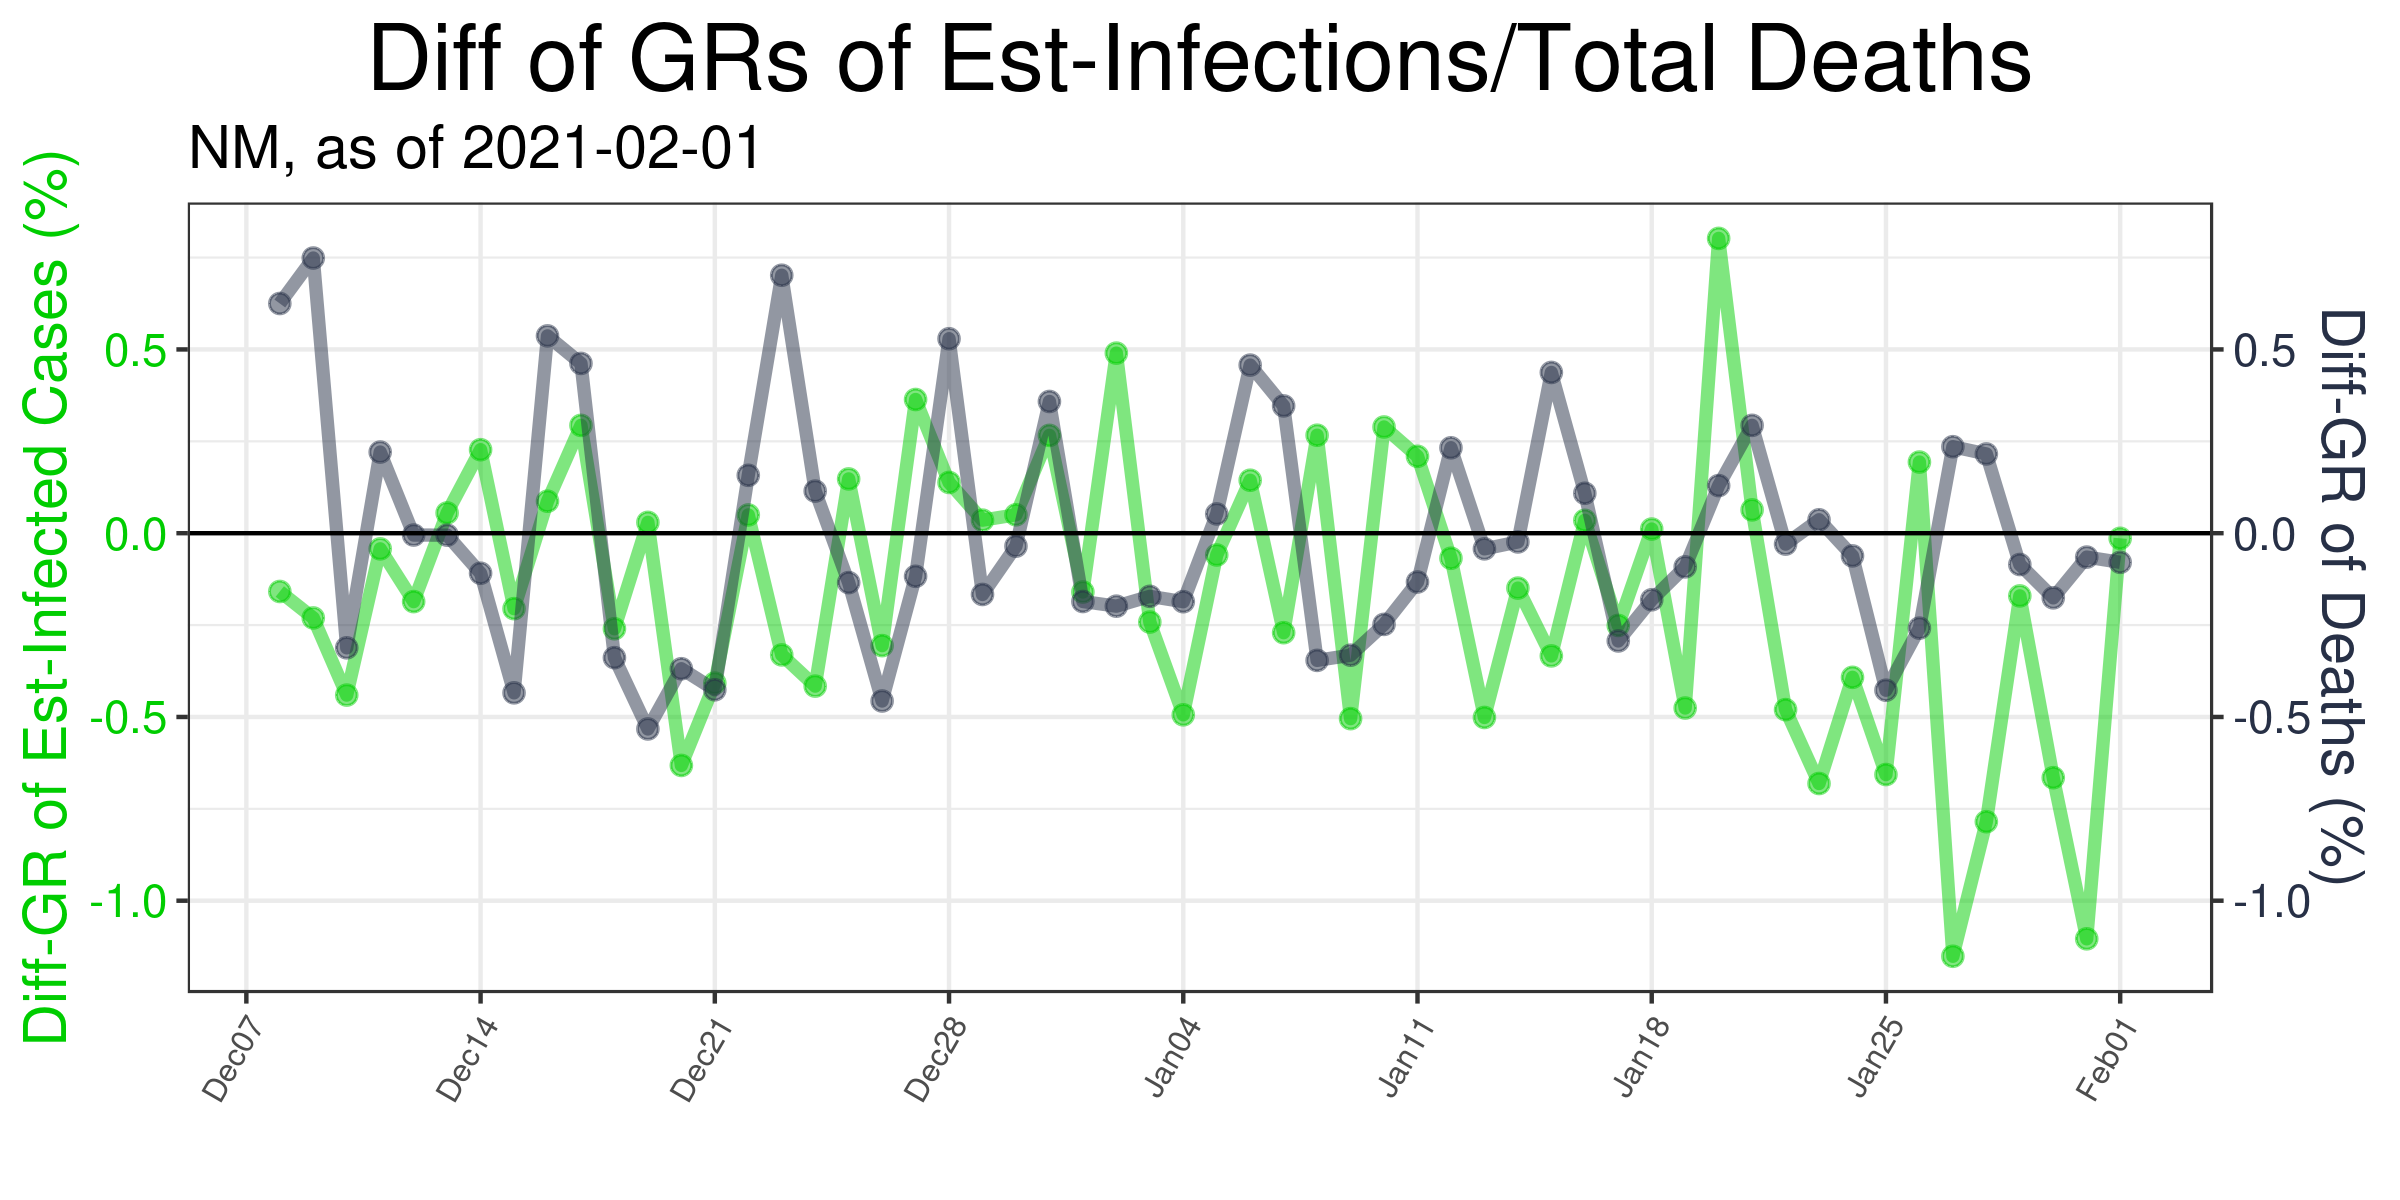 Diff of GRs of Est-Infections/Total Deaths
NM, as of 2021-02-01
Diff-GR of Est-Infected Cases (%)
0.5
0.0
-0.5
-1.0
0.5
0.0
-0.5
-1.0
Diff-GR of Deaths (%)
Dec07
Dec14
Dec21
Dec28
Jan04
Jan11
Jan18
Jan25
Feb01